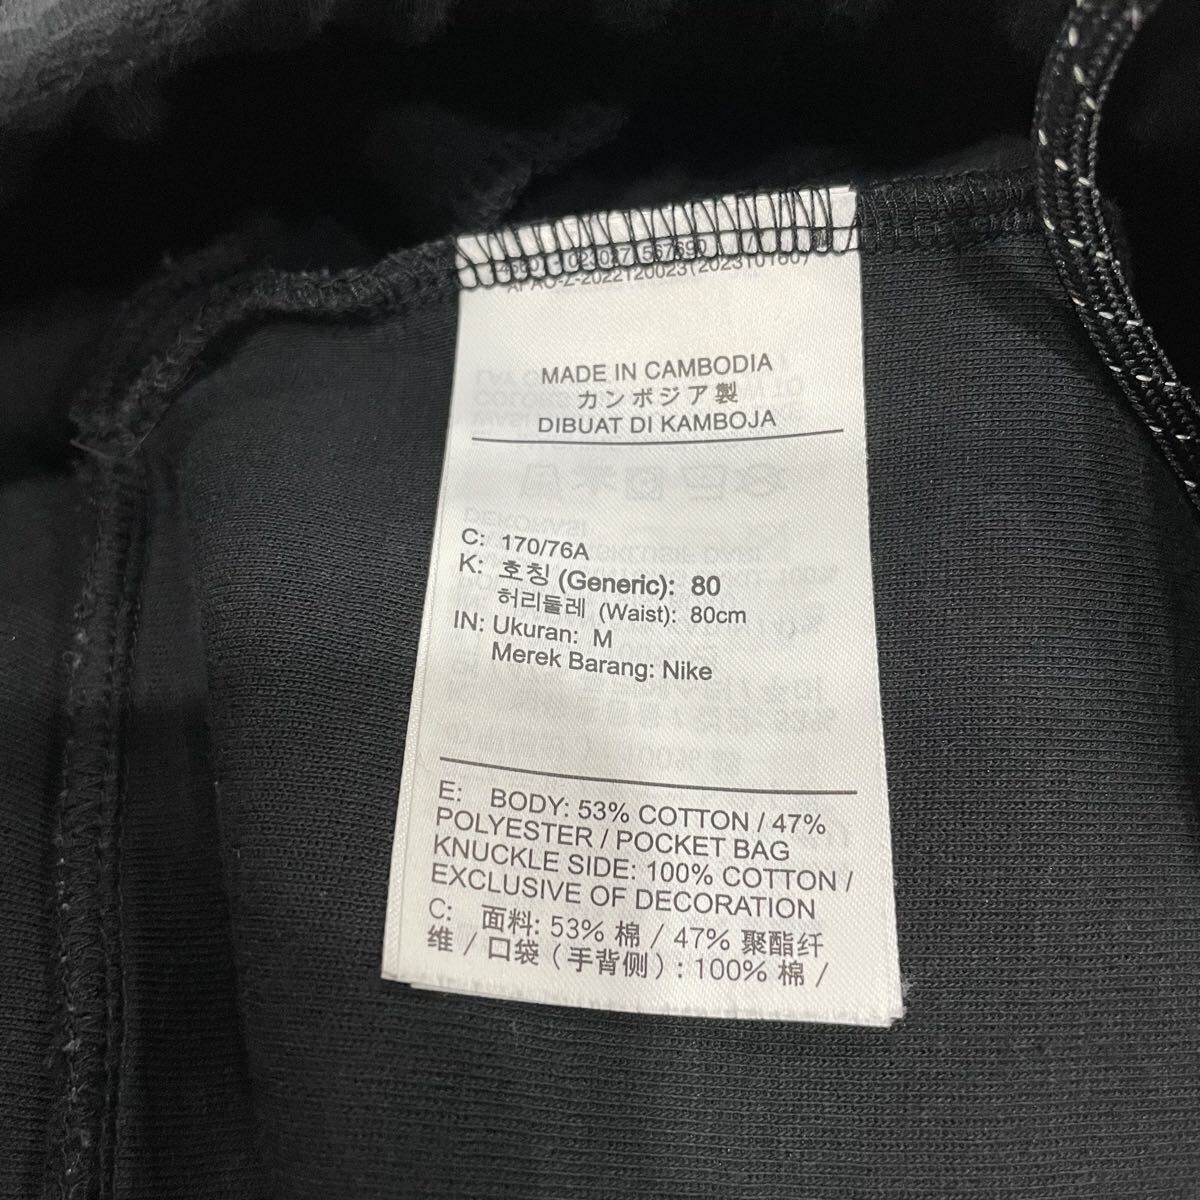 APAO-Z-2022120023(202310160)
MADE IN CAMBODIA
カンボジア製
DIBUAT DI KAMBOJA
C: 170/76A
K: 호칭 (Generic): 80
허리둘레 (Waist): 80cm
IN: Ukuran: M
Merek Barang: Nike
E: BODY: 53% COTTON / 47%
POLYESTER / POCKET BAG
KNUCKLE SIDE: 100% COTTON /
EXCLUSIVE OF DECORATION
C: 面料: 53% 棉 / 47% 聚酯纤
维 / 口袋 (手背侧) : 100% 棉 /